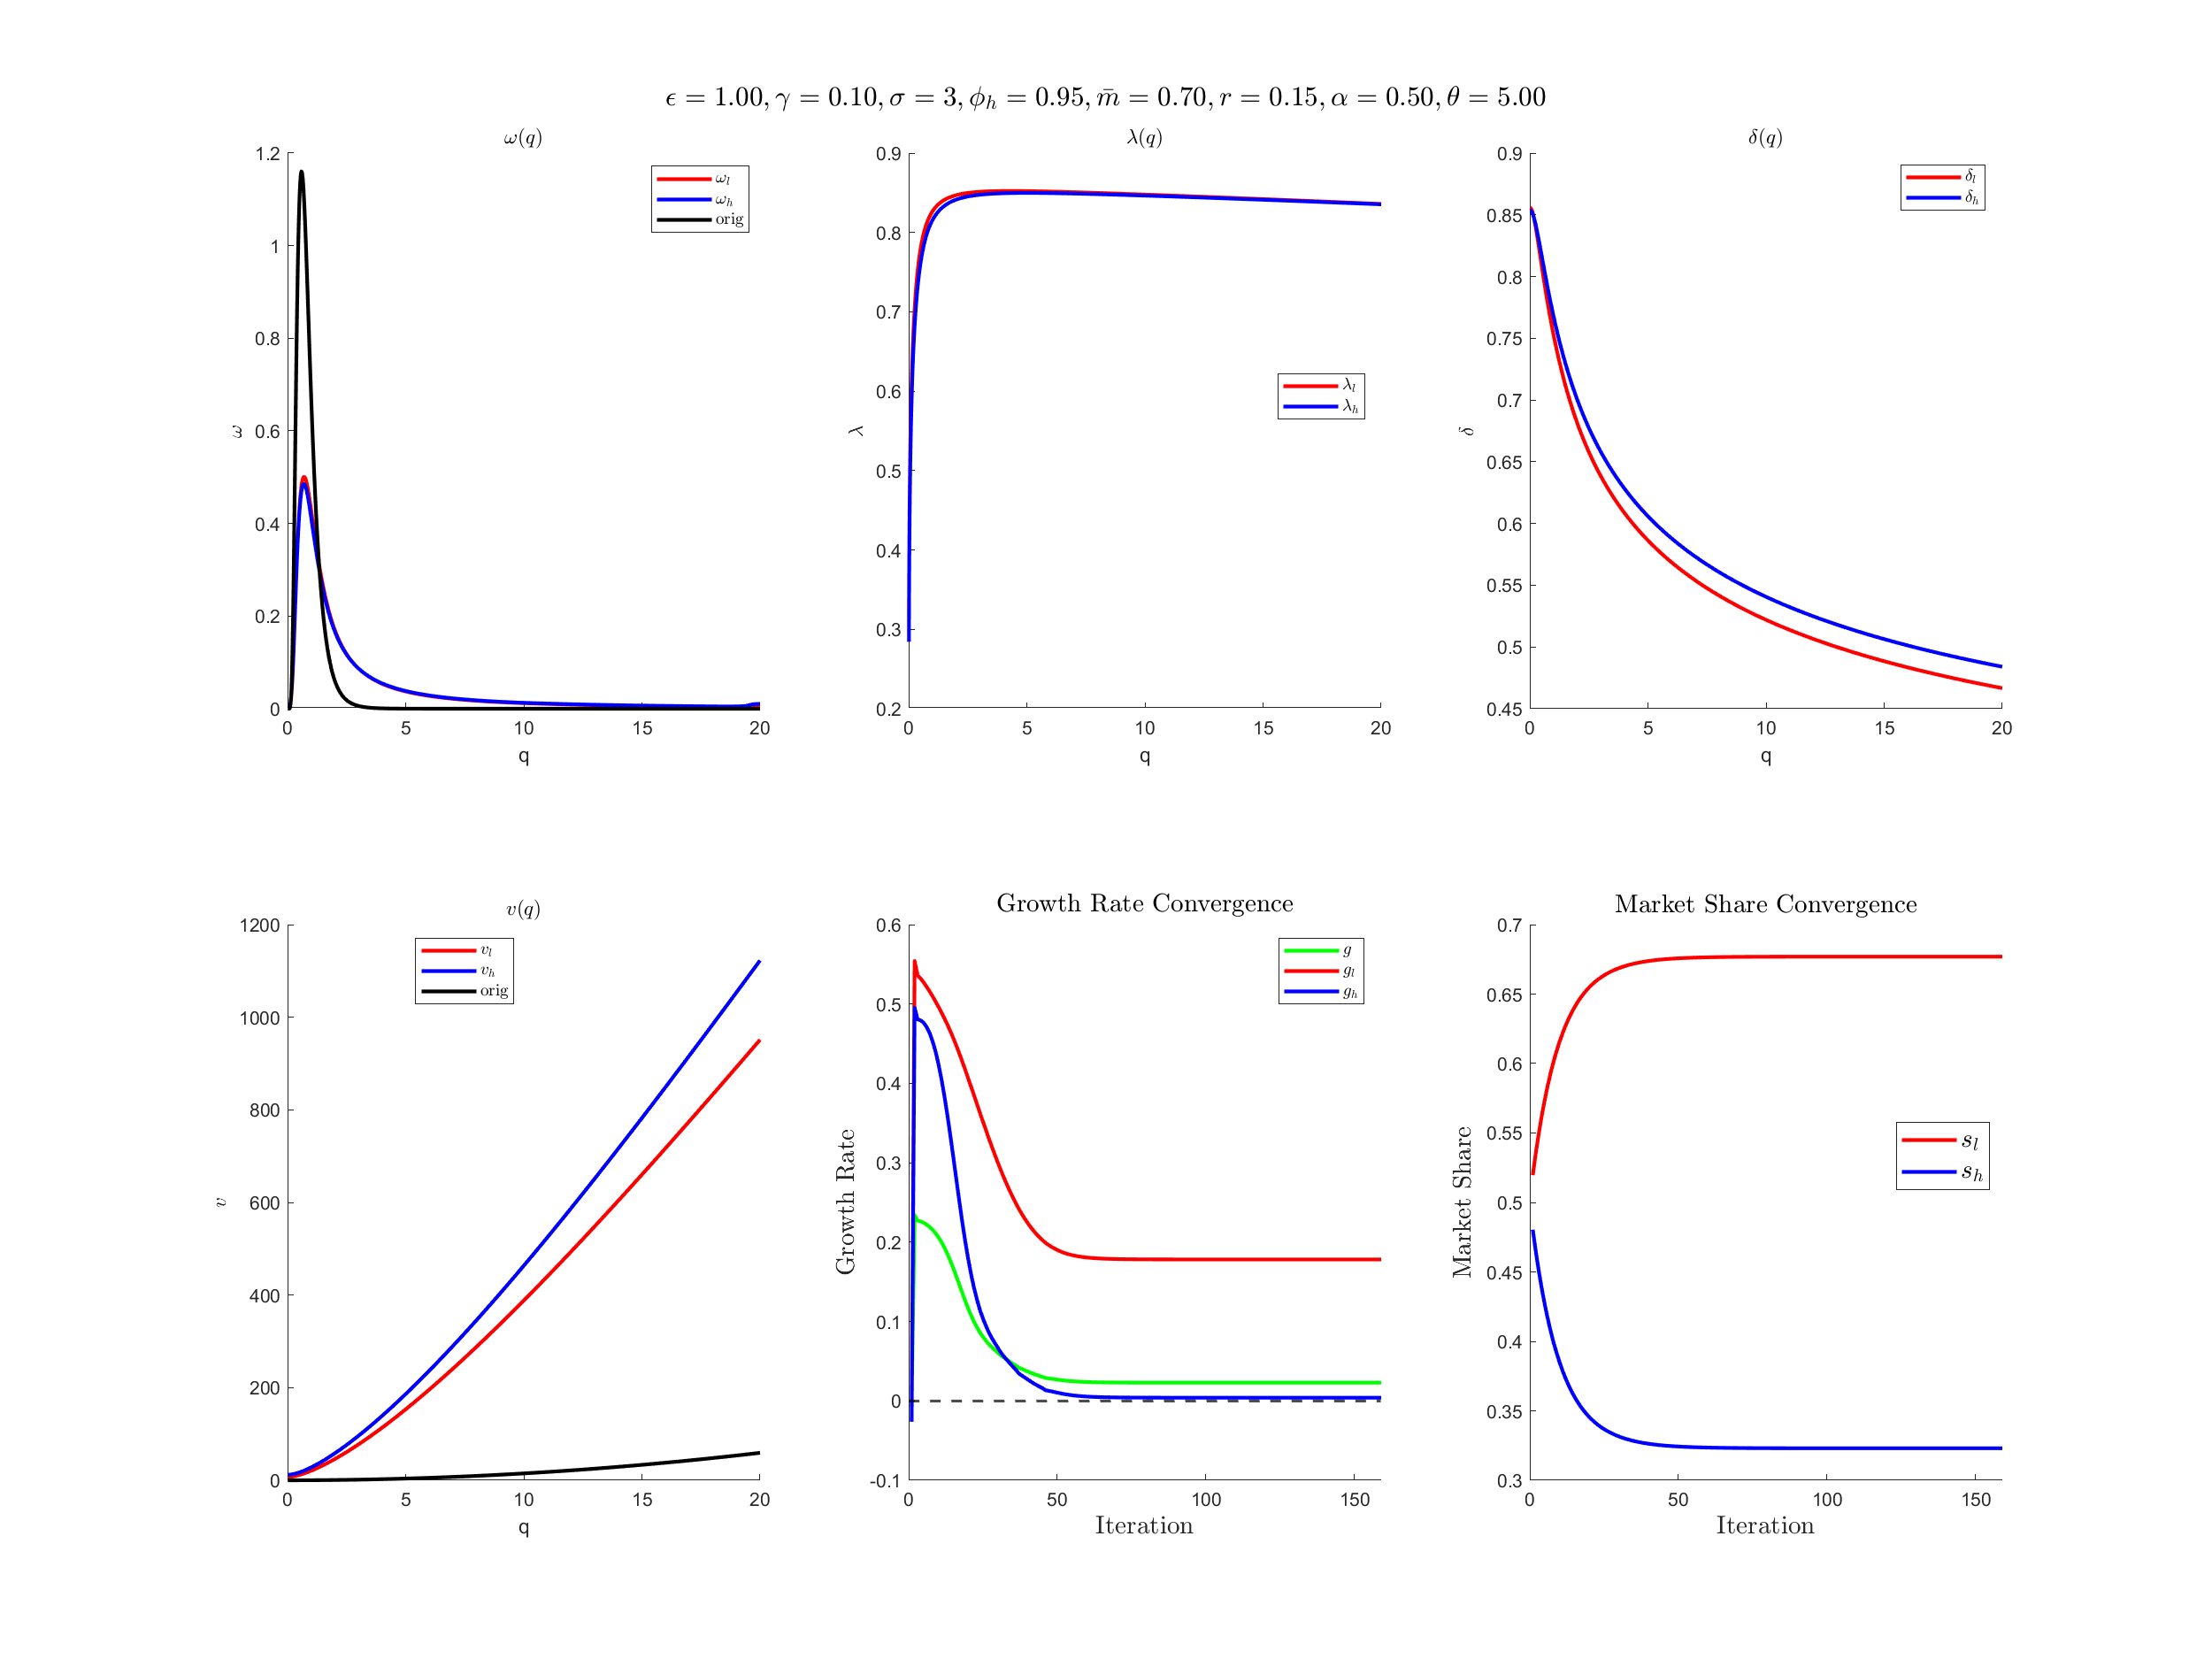 ϵ = 1.00, γ = 0.10, σ = 3, ϕ_h = 0.95, m̄ = 0.70, r = 0.15, α = 0.50, θ = 5.00
ω(q)
1.2
1
0.8
0.6
0.4
0.2
0
ω
0 5 10 15 20
q
ω_l
ω_h
orig
λ(q)
0.9
0.8
0.7
0.6
0.5
0.4
0.3
0.2
λ
0 5 10 15 20
q
λ_l
λ_h
δ(q)
0.9
0.85
0.8
0.75
0.7
0.65
0.6
0.55
0.5
0.45
δ
0 5 10 15 20
q
δ_l
δ_h
v(q)
1200
1000
800
600
400
200
0
v
0 5 10 15 20
q
v_l
v_h
orig
Growth Rate Convergence
0.6
0.5
0.4
0.3
0.2
0.1
0
-0.1
Growth Rate
0 50 100 150
Iteration
g
g_l
g_h
Market Share Convergence
0.7
0.65
0.6
0.55
0.5
0.45
0.4
0.35
0.3
Market Share
0 50 100 150
Iteration
s_l
s_h